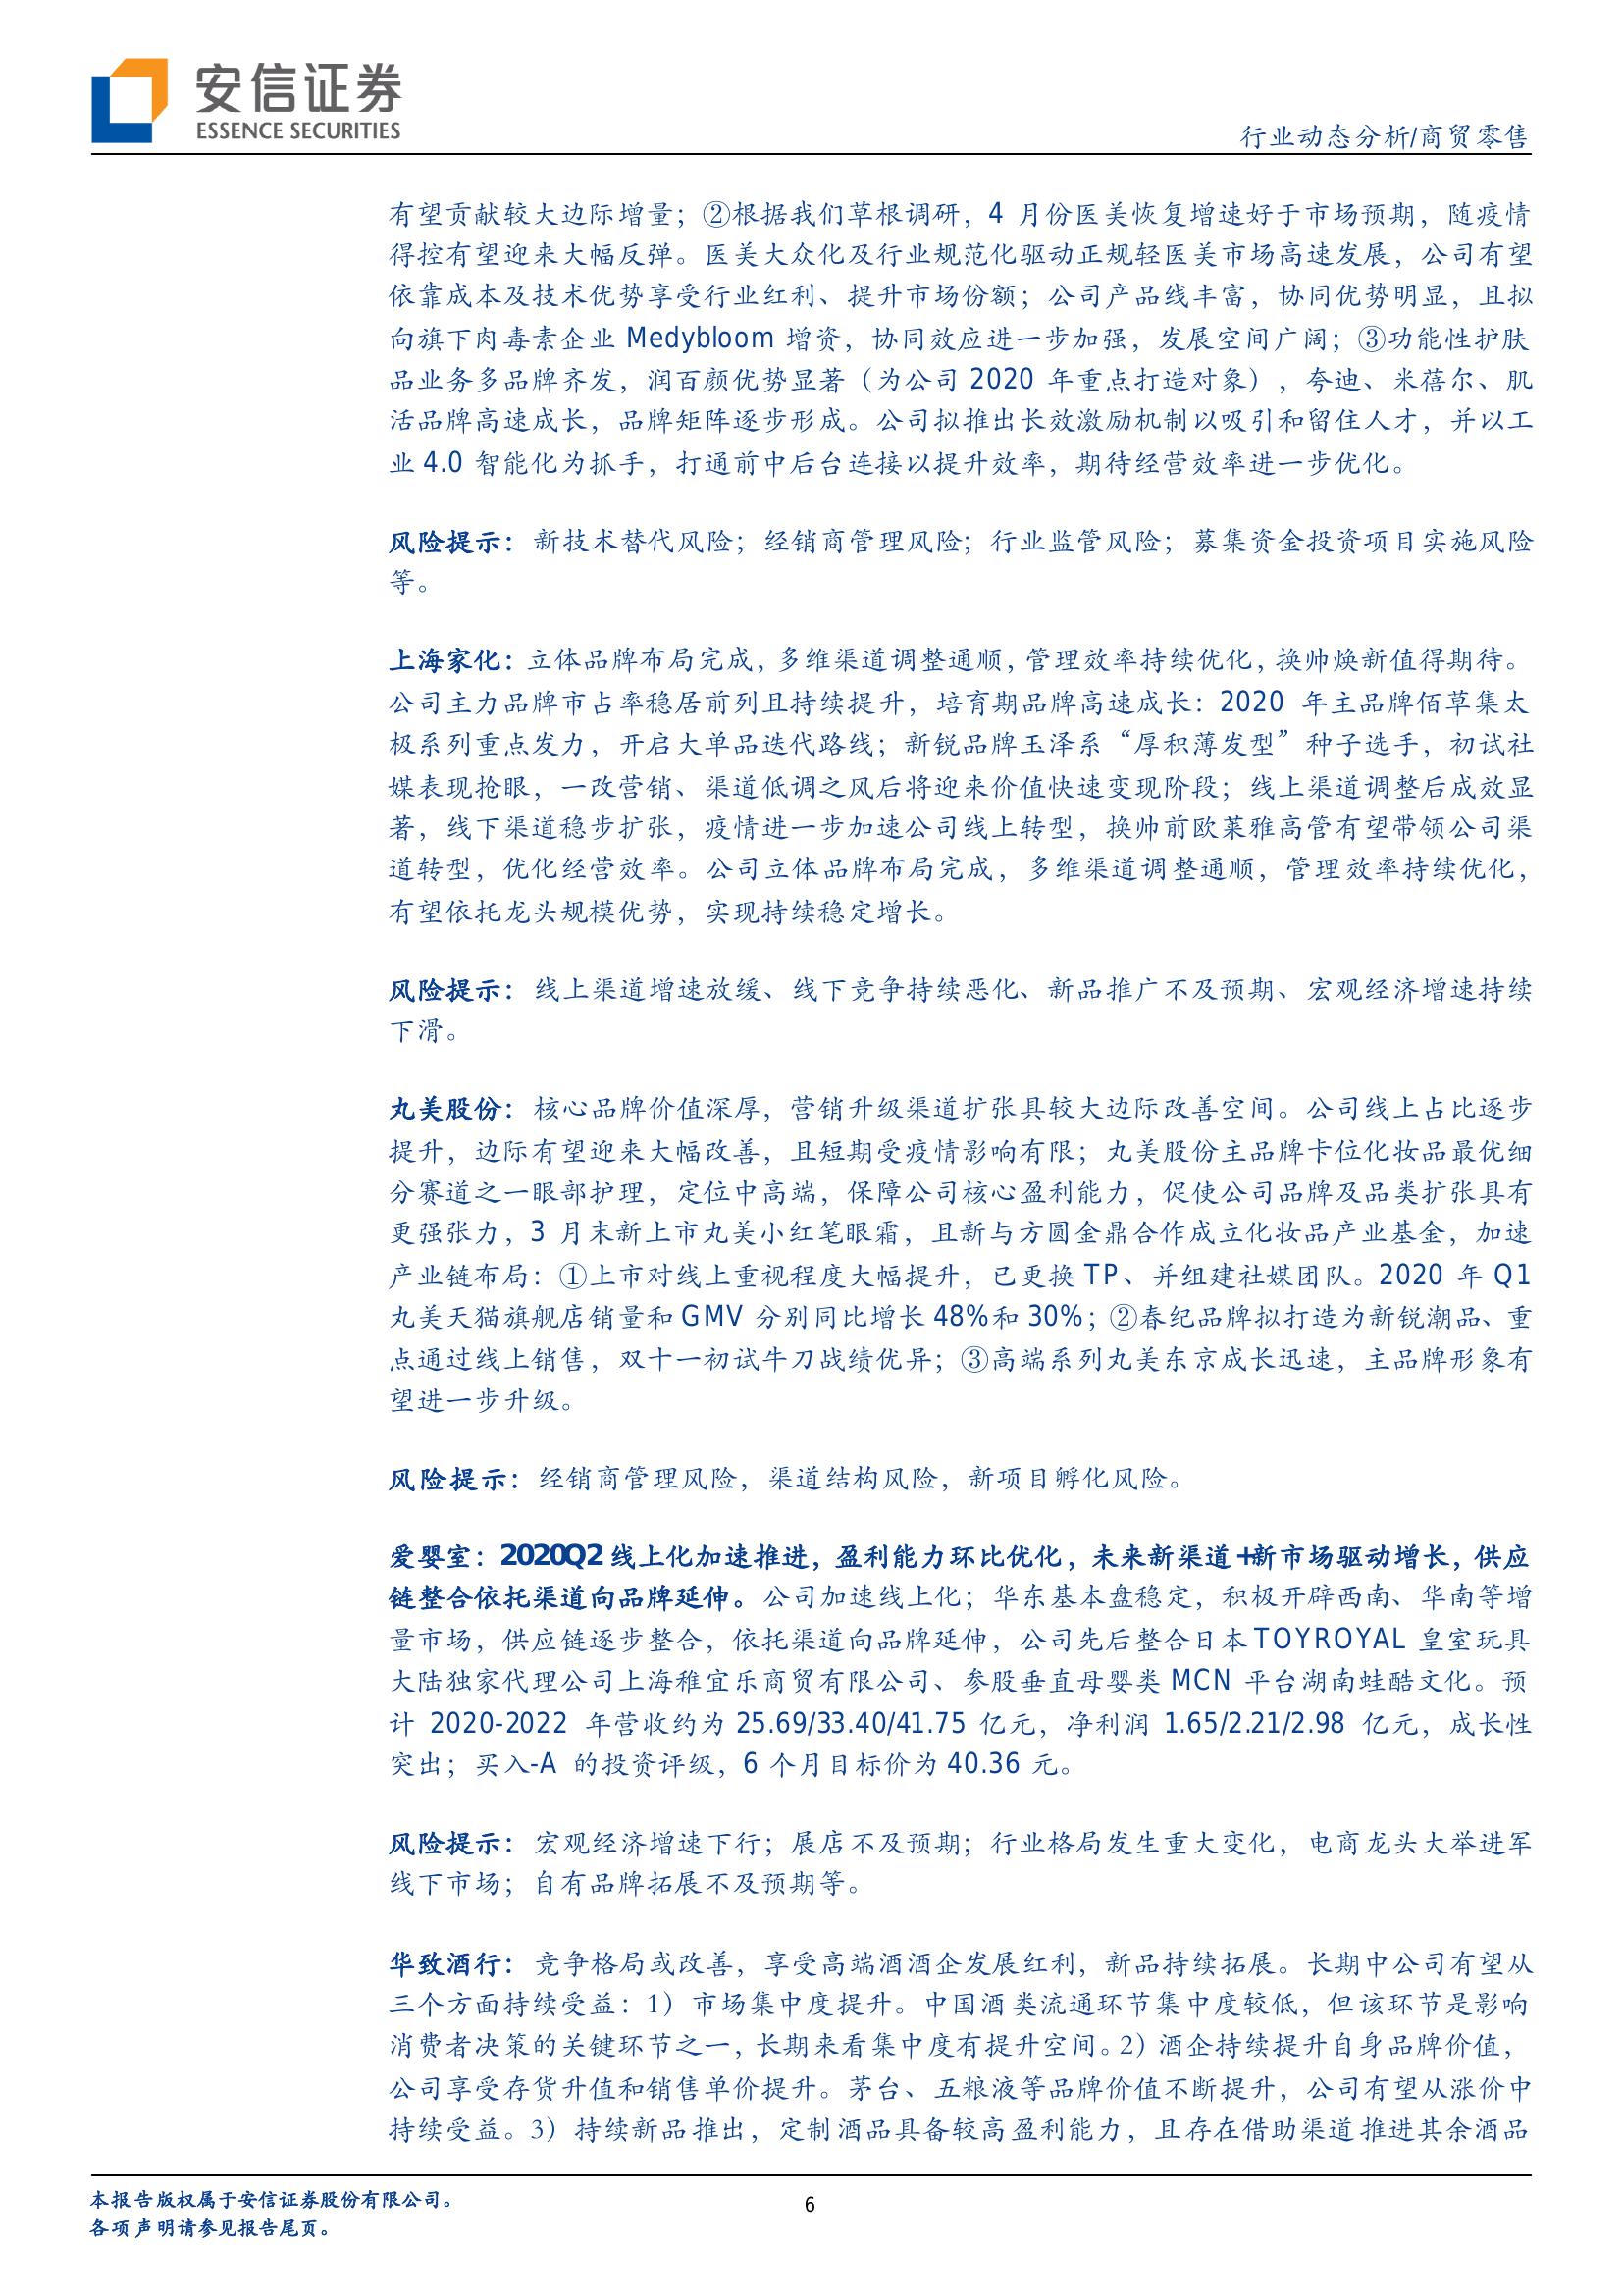 安信证券
ESSENCE SECURITIES
行业动态分析/商贸零售
有望贡献较大边际增量；②根据我们草根调研，4 月份医美恢复增速好于市场预期，随疫情
得控有望迎来大幅反弹。医美大众化及行业规范化驱动正规轻医美市场高速发展，公司有望
依靠成本及技术优势享受行业红利、提升市场份额；公司产品线丰富，协同优势明显，且拟
向旗下肉毒素企业 Medybloom 增资，协同效应进一步加强，发展空间广阔；③功能性护肤
品业务多品牌齐发，润百颜优势显著（为公司 2020 年重点打造对象），夸迪、米蓓尔、肌
活品牌高速成长，品牌矩阵逐步形成。公司拟推出长效激励机制以吸引和留住人才，并以工
业 4.0 智能化为抓手，打通前中后台连接以提升效率，期待经营效率进一步优化。
风险提示：新技术替代风险；经销商管理风险；行业监管风险；募集资金投资项目实施风险
等。
上海家化：立体品牌布局完成，多维渠道调整通顺，管理效率持续优化，换帅焕新值得期待。
公司主力品牌市占率稳居前列且持续提升，培育期品牌高速成长：2020 年主品牌佰草集太
极系列重点发力，开启大单品迭代路线；新锐品牌玉泽系“厚积薄发型”种子选手，初试社
媒表现抢眼，一改营销、渠道低调之风后将迎来价值快速变现阶段；线上渠道调整后成效显
著，线下渠道稳步扩张，疫情进一步加速公司线上转型，换帅前欧莱雅高管有望带领公司渠
道转型，优化经营效率。公司立体品牌布局完成，多维渠道调整通顺，管理效率持续优化，
有望依托龙头规模优势，实现持续稳定增长。
风险提示：线上渠道增速放缓、线下竞争持续恶化、新品推广不及预期、宏观经济增速持续
下滑。
丸美股份：核心品牌价值深厚，营销升级渠道扩张具较大边际改善空间。公司线上占比逐步
提升，边际有望迎来大幅改善，且短期受疫情影响有限；丸美股份主品牌卡位化妆品最优细
分赛道之一眼部护理，定位中高端，保障公司核心盈利能力，促使公司品牌及品类扩张具有
更强张力，3 月末新上市丸美小红笔眼霜，且新与方圆金鼎合作成立化妆品产业基金，加速
产业链布局：①上市对线上重视程度大幅提升，已更换 TP、并组建社媒团队。2020 年 Q1
丸美天猫旗舰店销量和 GMV 分别同比增长 48%和 30%；②春纪品牌拟打造为新锐潮品、重
点通过线上销售，双十一初试牛刀战绩优异；③高端系列丸美东京成长迅速，主品牌形象有
望进一步升级。
风险提示：经销商管理风险，渠道结构风险，新项目孵化风险。
爱婴室：2020Q2 线上化加速推进，盈利能力环比优化，未来新渠道+新市场驱动增长，供应
链整合依托渠道向品牌延伸。公司加速线上化；华东基本盘稳定，积极开辟西南、华南等增
量市场，供应链逐步整合，依托渠道向品牌延伸，公司先后整合日本 TOYROYAL 皇室玩具
大陆独家代理公司上海稚宜乐商贸有限公司、参股垂直母婴类 MCN 平台湖南蛙酷文化。预
计 2020-2022 年营收约为 25.69/33.40/41.75 亿元，净利润 1.65/2.21/2.98 亿元，成长性
突出；买入-A 的投资评级，6 个月目标价为 40.36 元。
风险提示：宏观经济增速下行；展店不及预期；行业格局发生重大变化，电商龙头大举进军
线下市场；自有品牌拓展不及预期等。
华致酒行：竞争格局或改善，享受高端酒酒企发展红利，新品持续拓展。长期中公司有望从
三个方面持续受益：1）市场集中度提升。中国酒类流通环节集中度较低，但该环节是影响
消费者决策的关键环节之一，长期来看集中度有提升空间。2）酒企持续提升自身品牌价值，
公司享受存货升值和销售单价提升。茅台、五粮液等品牌价值不断提升，公司有望从涨价中
持续受益。3）持续新品推出，定制酒品具备较高盈利能力，且存在借助渠道推进其余酒品
本报告版权属于安信证券股份有限公司。
各项声明请参见报告尾页。
6